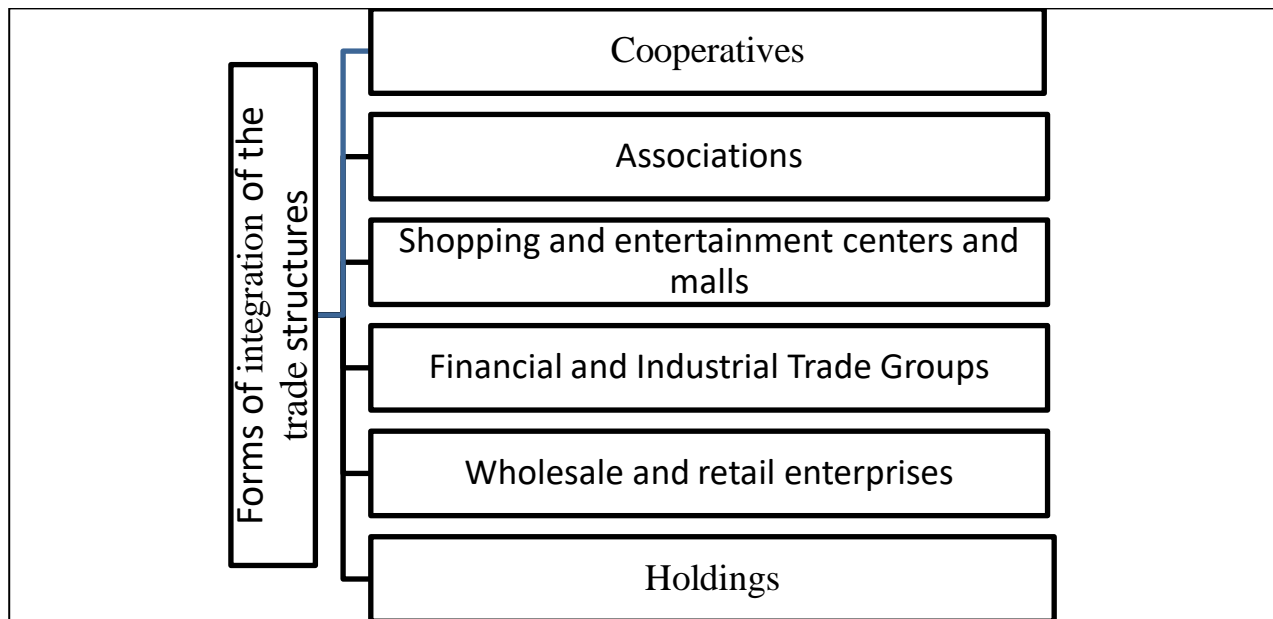 Forms of integration of the
trade structures
Cooperatives
Associations
Shopping and entertainment centers and
malls
Financial and Industrial Trade Groups
Wholesale and retail enterprises
Holdings